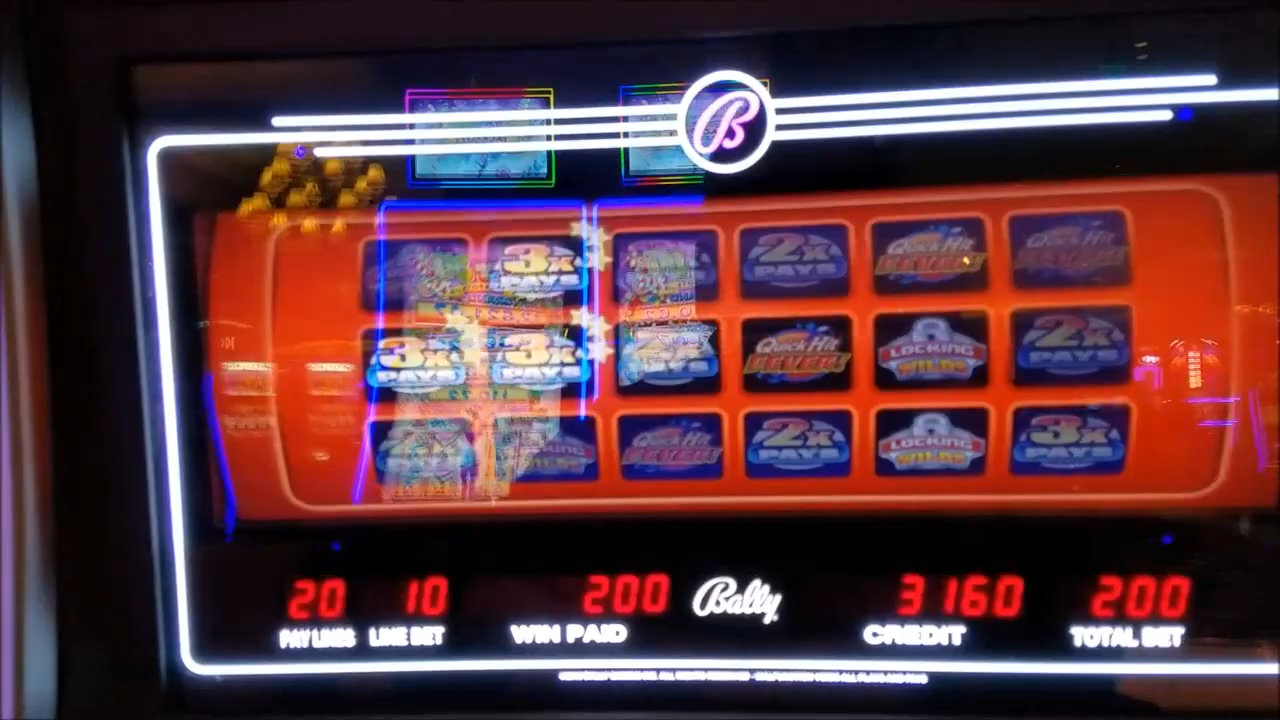 B
3x PAYS
2x PAYS
Quick Hit FEVER!
Quick Hit FEVER!
3x PAYS
3x PAYS
Quick Hit FEVER!
LOCKING WILD
2x PAYS
Quick Hit FEVER!
2x PAYS
LOCKING WILD
3x PAYS
20 10 200 Bally 3160 200
PAY LINES LINE BET WIN PAID CREDIT TOTAL BET